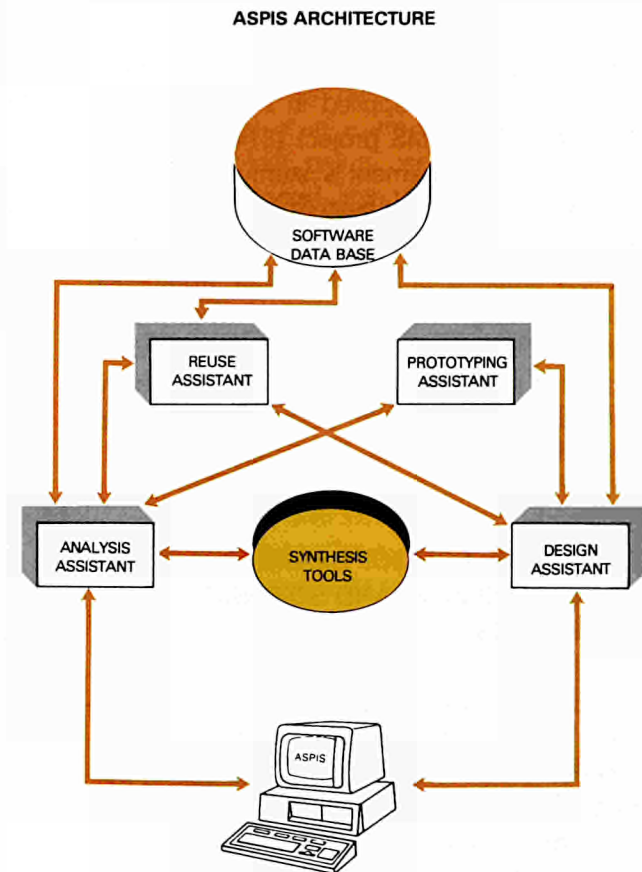 ASPIS ARCHITECTURE
SOFTWARE
DATA BASE
REUSE
ASSISTANT
PROTOTYPING
ASSISTANT
ANALYSIS
ASSISTANT
SYNTHESIS
TOOLS
DESIGN
ASSISTANT
ASPIS